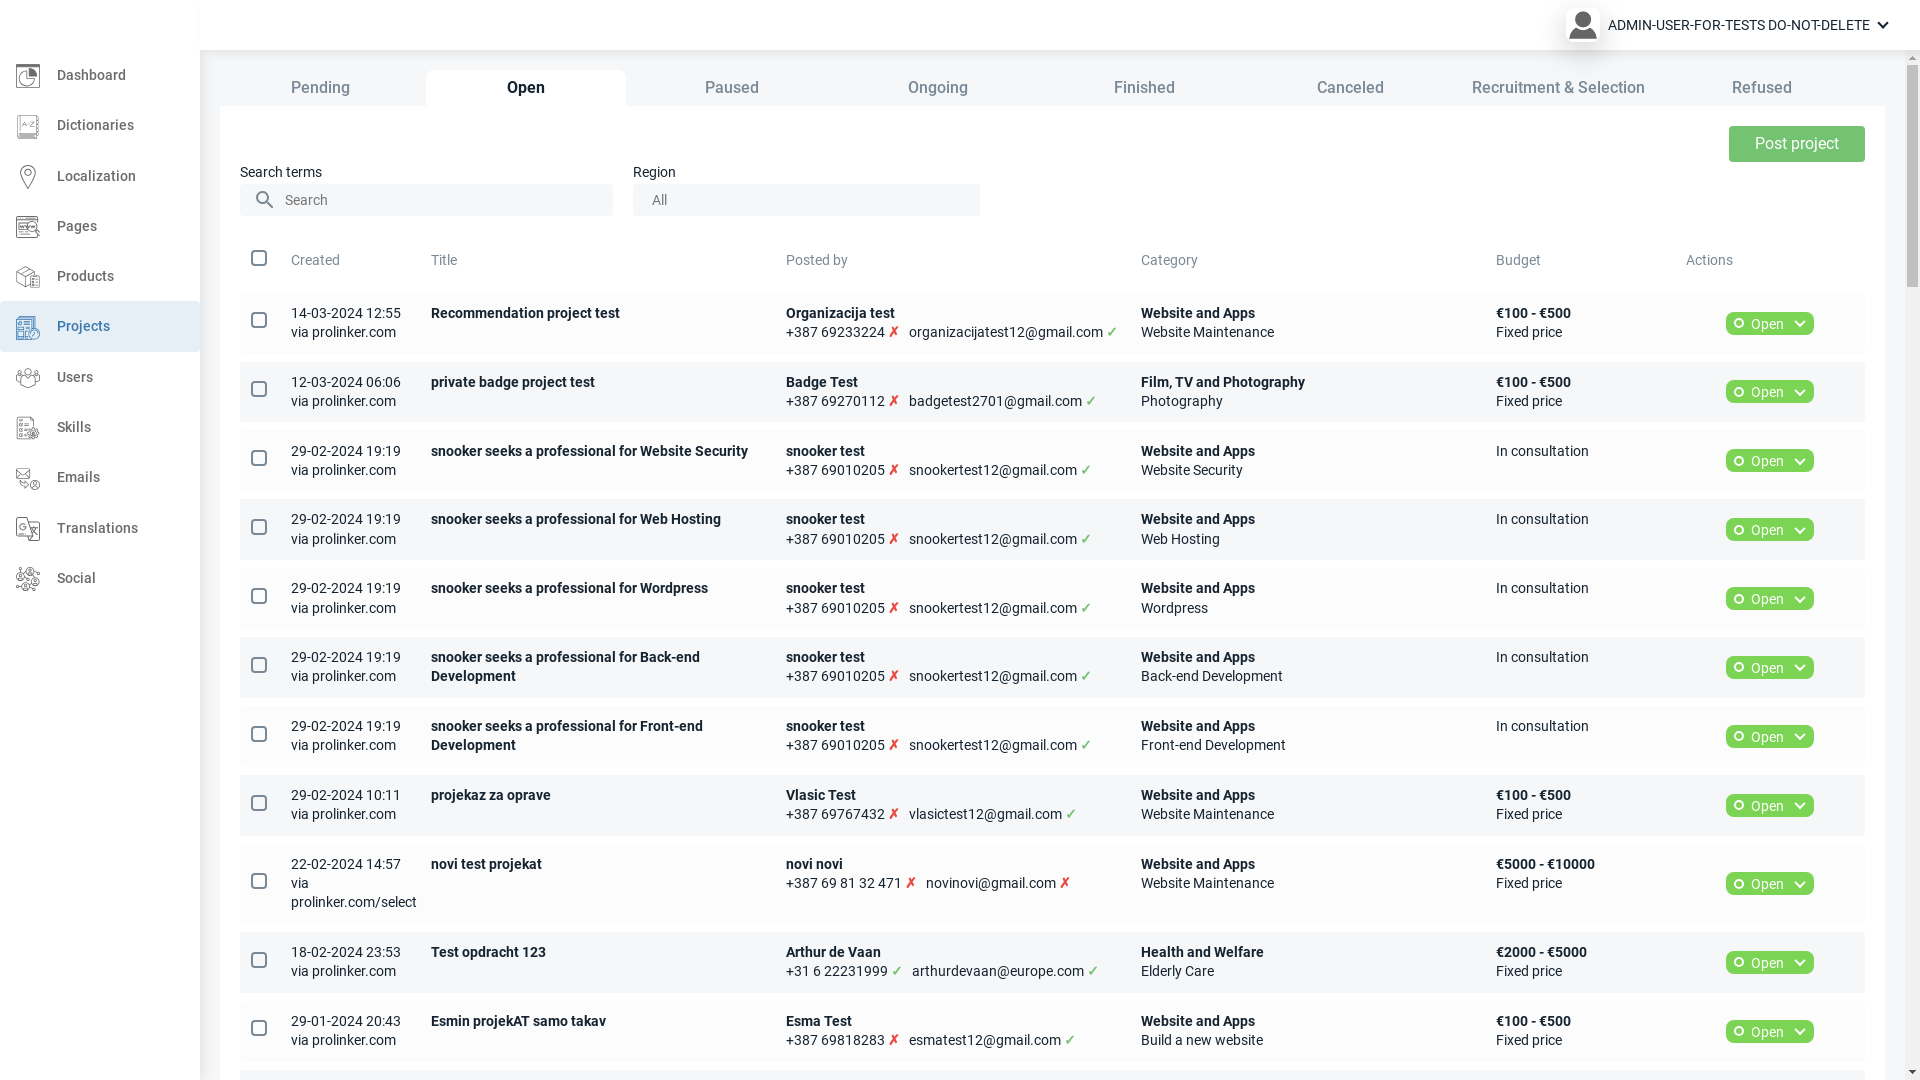 ADMIN-USER-FOR-TESTS DO-NOT-DELETE
Dashboard
Dictionaries
Localization
Pages
Products
Projects
Users
Skills
Emails
Translations
Social
Pending
Open
Paused
Ongoing
Finished
Canceled
Recruitment & Selection
Refused
Post project
Search terms
Region
Search
All
Created
Title
Posted by
Category
Budget
Actions
14-03-2024 12:55
via prolinker.com
Recommendation project test
Organizacija test
+387 69233224 ✗ organizacijatest12@gmail.com ✓
Website and Apps
Website Maintenance
€100 - €500
Fixed price
Open
12-03-2024 06:06
via prolinker.com
private badge project test
Badge Test
+387 69270112 ✗ badgetest2701@gmail.com ✓
Film, TV and Photography
Photography
€100 - €500
Fixed price
Open
29-02-2024 19:19
via prolinker.com
snooker seeks a professional for Website Security
snooker test
+387 69010205 ✗ snookertest12@gmail.com ✓
Website and Apps
Website Security
In consultation
Open
29-02-2024 19:19
via prolinker.com
snooker seeks a professional for Web Hosting
snooker test
+387 69010205 ✗ snookertest12@gmail.com ✓
Website and Apps
Web Hosting
In consultation
Open
29-02-2024 19:19
via prolinker.com
snooker seeks a professional for Wordpress
snooker test
+387 69010205 ✗ snookertest12@gmail.com ✓
Website and Apps
Wordpress
In consultation
Open
29-02-2024 19:19
via prolinker.com
snooker seeks a professional for Back-end
Development
snooker test
+387 69010205 ✗ snookertest12@gmail.com ✓
Website and Apps
Back-end Development
In consultation
Open
29-02-2024 19:19
via prolinker.com
snooker seeks a professional for Front-end
Development
snooker test
+387 69010205 ✗ snookertest12@gmail.com ✓
Website and Apps
Front-end Development
In consultation
Open
29-02-2024 10:11
via prolinker.com
projekaz za oprave
Vlasic Test
+387 69767432 ✗ vlasictest12@gmail.com ✓
Website and Apps
Website Maintenance
€100 - €500
Fixed price
Open
22-02-2024 14:57
via
prolinker.com/select
novi test projekat
novi novi
+387 69 81 32 471 ✗ novinovi@gmail.com ✗
Website and Apps
Website Maintenance
€5000 - €10000
Fixed price
Open
18-02-2024 23:53
via prolinker.com
Test opdracht 123
Arthur de Vaan
+31 6 22231999 ✓ arthurdevaan@europe.com ✓
Health and Welfare
Elderly Care
€2000 - €5000
Fixed price
Open
29-01-2024 20:43
via prolinker.com
Esmin projekAT samo takav
Esma Test
+387 69818283 ✗ esmatest12@gmail.com ✓
Website and Apps
Build a new website
€100 - €500
Fixed price
Open